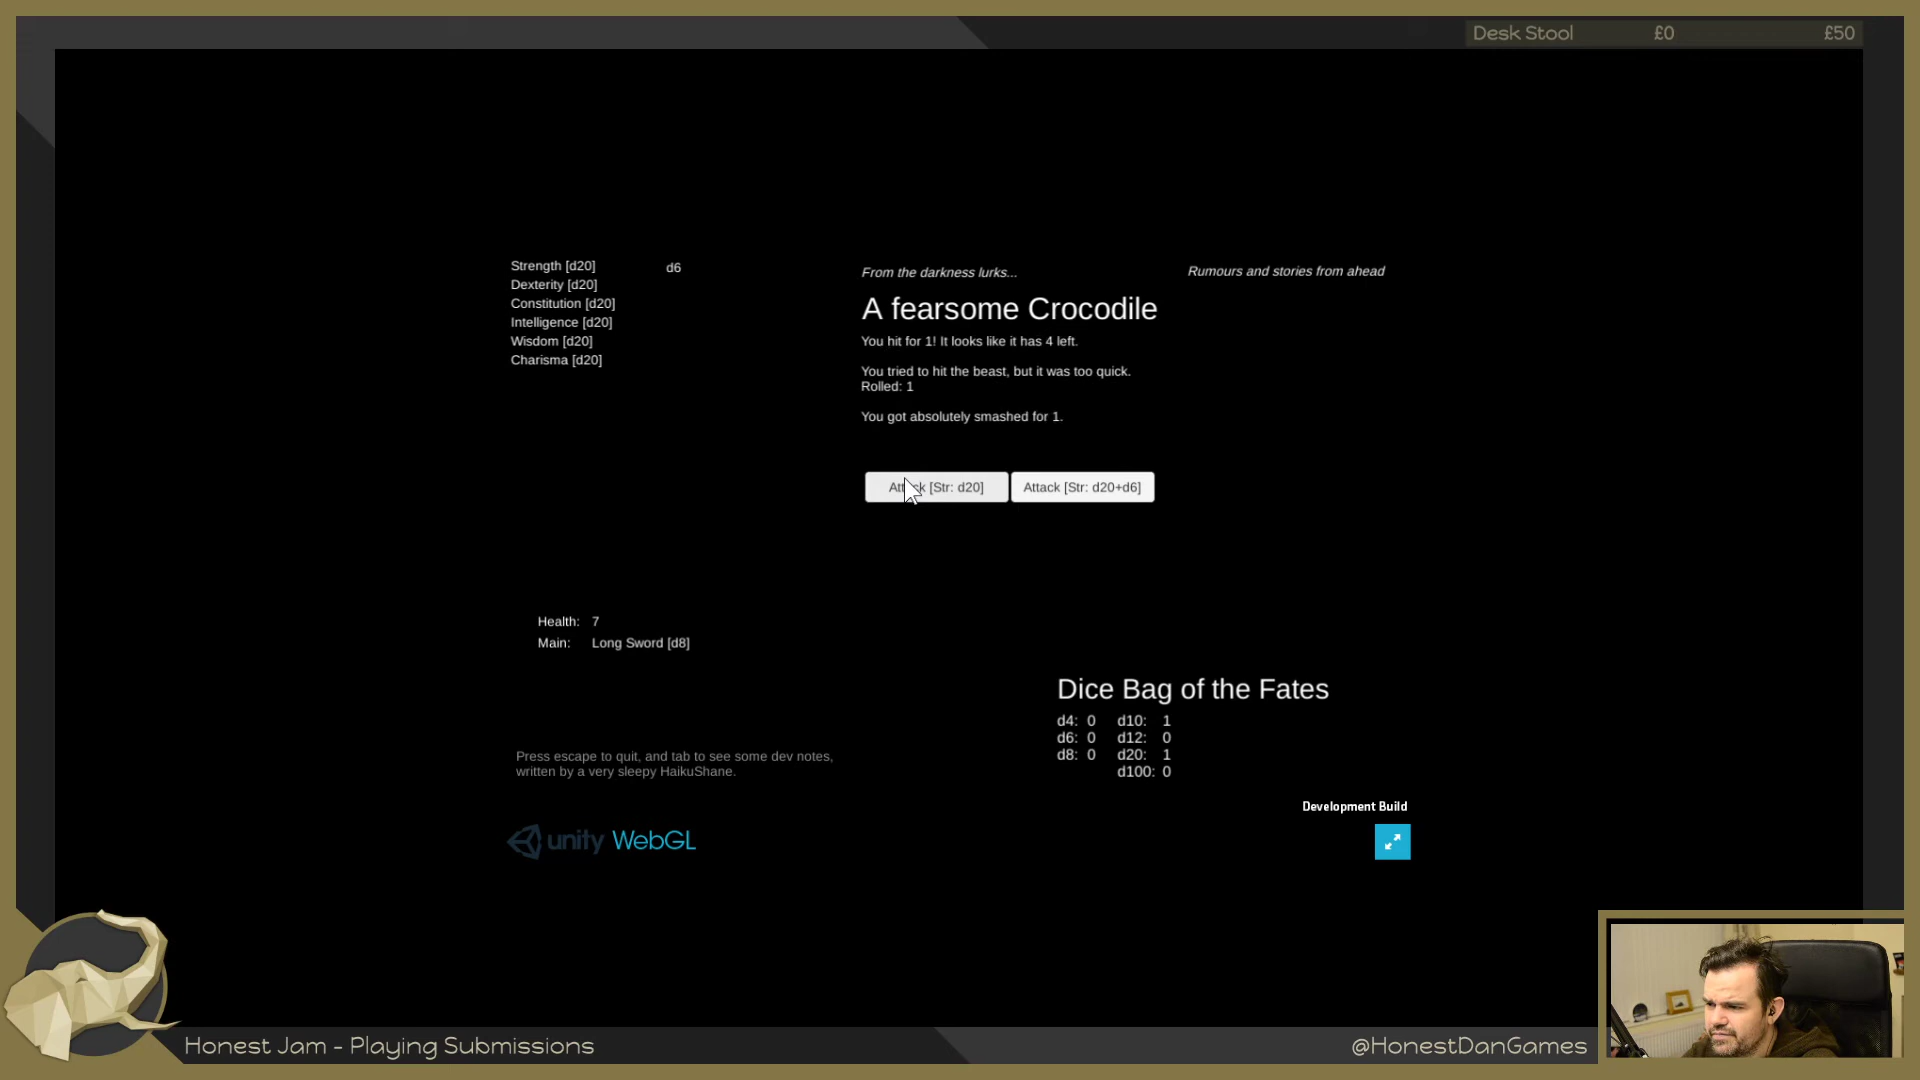 Desk Stool £0 £50
Strength [d20] d6
Dexterity [d20]
Constitution [d20]
Intelligence [d20]
Wisdom [d20]
Charisma [d20]
From the darkness lurks...
A fearsome Crocodile
You hit for 1! It looks like it has 4 left.
You tried to hit the beast, but it was too quick.
Rolled: 1
You got absolutely smashed for 1.
Attack [Str: d20] Attack [Str: d20+d6]
Rumours and stories from ahead
Health: 7
Main: Long Sword [d8]
Dice Bag of the Fates
d4: 0 d10: 1
d6: 0 d12: 0
d8: 0 d20: 1
d100: 0
Press escape to quit, and tab to see some dev notes,
written by a very sleepy HaikuShane.
Development Build
unity WebGL
Honest Jam - Playing Submissions
@HonestDanGames